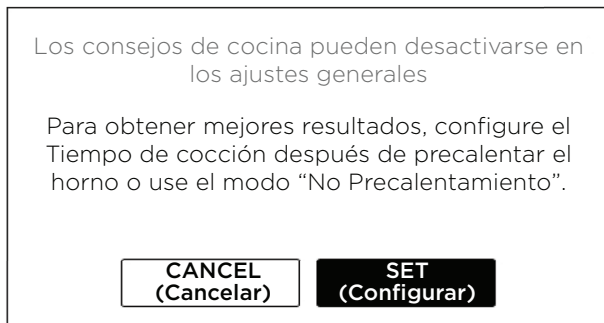 Los consejos de cocina pueden desactivarse en
los ajustes generales
Para obtener mejores resultados, configure el
Tiempo de cocción después de precalentar el
horno o use el modo “No Precalentamiento”.
CANCEL
(Cancelar)
SET
(Configurar)